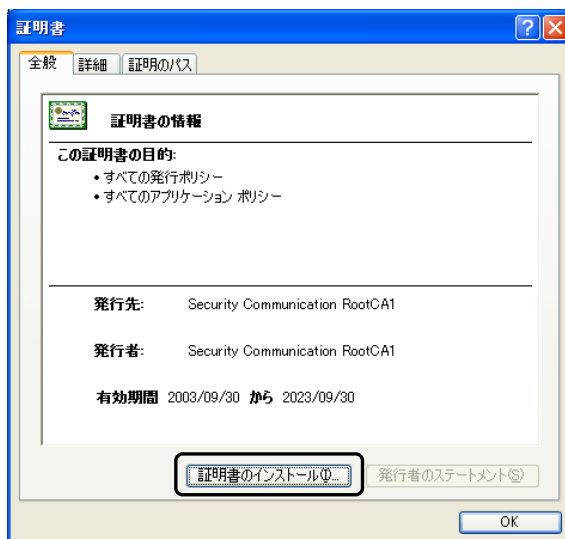 証明書
全般 詳細 証明のパス
証明書の情報
この証明書の目的:
• すべての発行ポリシー
• すべてのアプリケーション ポリシー
発行先: Security Communication RootCA1
発行者: Security Communication RootCA1
有効期間 2003/09/30 から 2023/09/30
証明書のインストール(I)... 発行者のステートメント(S)
OK